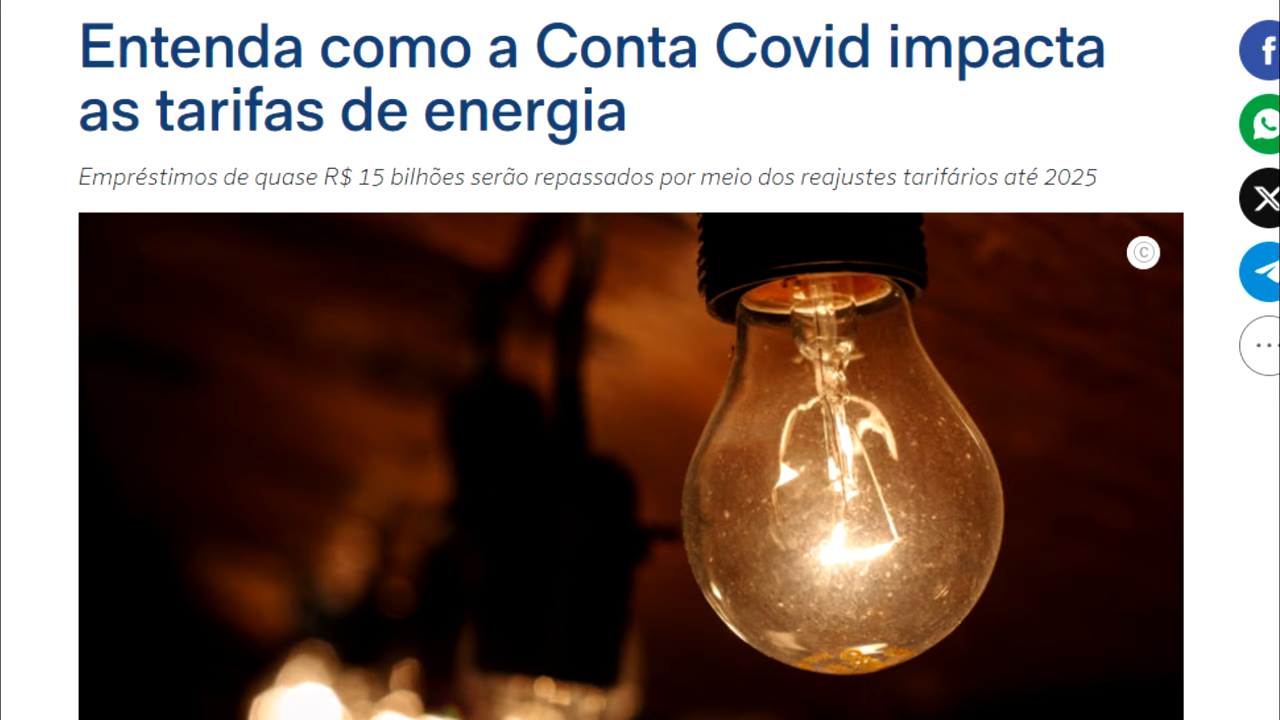 Entenda como a Conta Covid impacta
as tarifas de energia
Empréstimos de quase R$ 15 bilhões serão repassados por meio dos reajustes tarifários até 2025
©